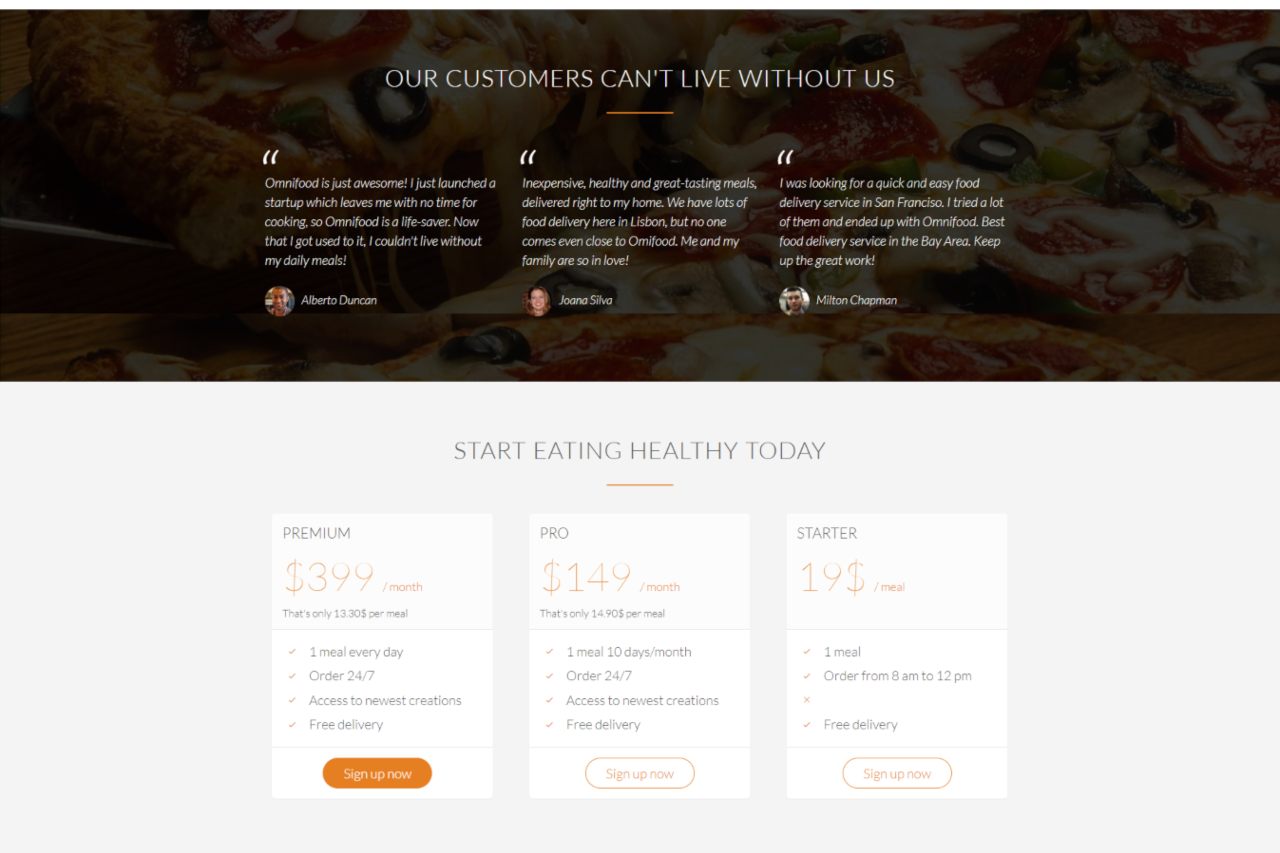 OUR CUSTOMERS CAN'T LIVE WITHOUT US
“
Omnifood is just awesome! I just launched a
startup which leaves me with no time for
cooking, so Omnifood is a life-saver. Now
that I got used to it, I couldn't live without
my daily meals!
Alberto Duncan
“
Inexpensive, healthy and great-tasting meals,
delivered right to my home. We have lots of
food delivery here in Lisbon, but no one
comes even close to Omifood. Me and my
family are so in love!
Joana Silva
“
I was looking for a quick and easy food
delivery service in San Franciso. I tried a lot
of them and ended up with Omnifood. Best
food delivery service in the Bay Area. Keep
up the great work!
Milton Chapman
START EATING HEALTHY TODAY
PREMIUM
$399 / month
That's only 13.30$ per meal
1 meal every day
Order 24/7
Access to newest creations
Free delivery
Sign up now
PRO
$149 / month
That's only 14.90$ per meal
1 meal 10 days/month
Order 24/7
Access to newest creations
Free delivery
Sign up now
STARTER
19$ / meal
1 meal
Order from 8 am to 12 pm
Free delivery
Sign up now